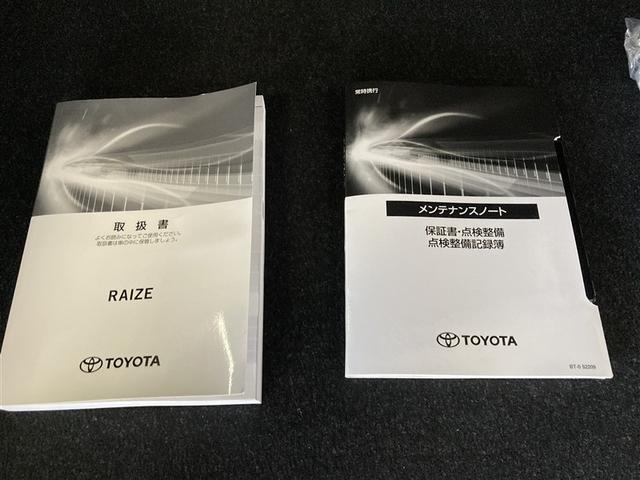 取扱書
よくお読みになってご使用ください。
取扱書は車の中に保管しましょう。
RAIZE
TOYOTA
常時携行
メンテナンスノート
保証書・点検整備
点検整備記録簿
TOYOTA